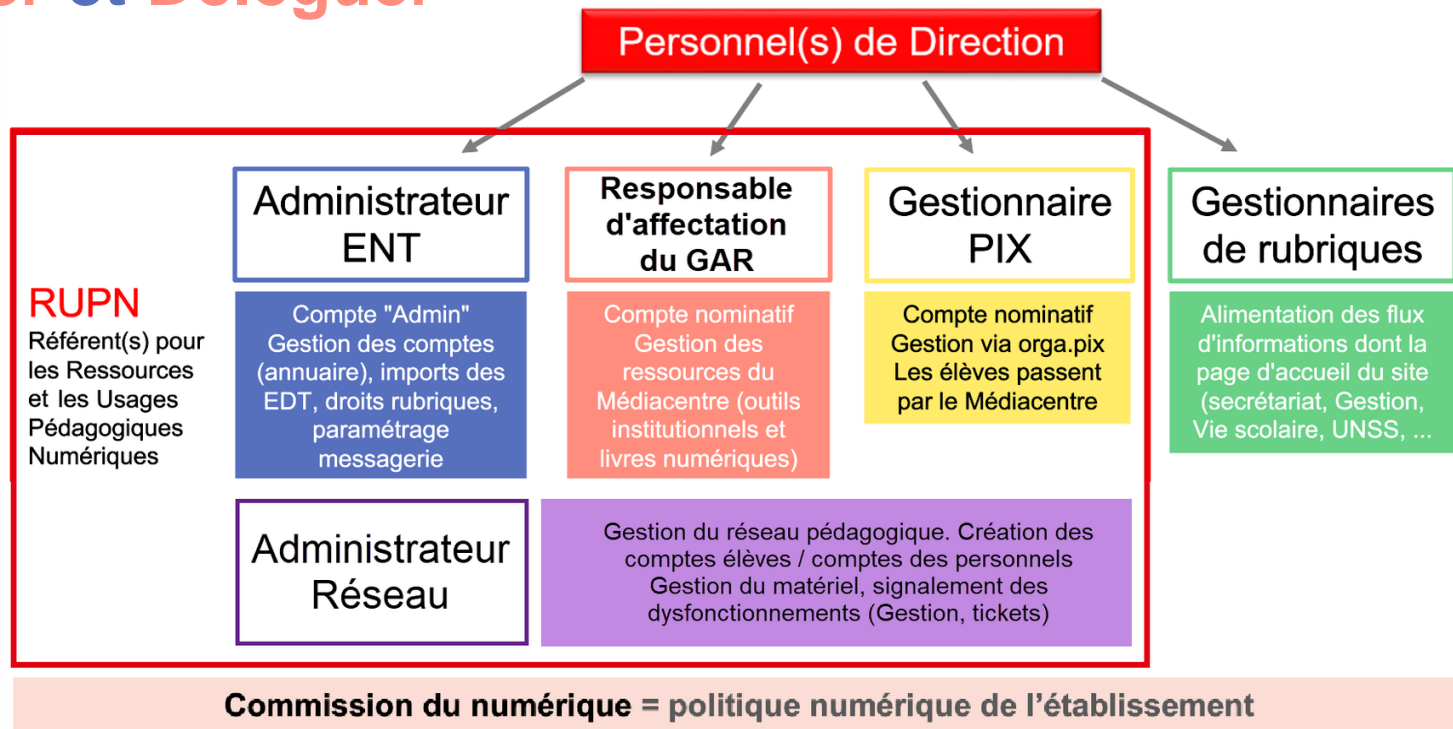 et Déléguer
Personnel(s) de Direction
Administrateur
ENT
Responsable
d'affectation
du GAR
Gestionnaire
PIX
Gestionnaires
de rubriques
RUPN
Référent(s) pour
les Ressources
et les Usages
Pédagogiques
Numériques
Compte "Admin"
Gestion des comptes
(annuaire), imports des
EDT, droits rubriques,
paramétrage
messagerie
Compte nominatif
Gestion des
ressources du
Médiacentre (outils
institutionnels et
livres numériques)
Compte nominatif
Gestion via orga.pix
Les élèves passent
par le Médiacentre
Alimentation des flux
d'informations dont la
page d'accueil du site
(secrétariat, Gestion,
Vie scolaire, UNSS, ...
Administrateur
Réseau
Gestion du réseau pédagogique. Création des
comptes élèves / comptes des personnels
Gestion du matériel, signalement des
dysfonctionnements (Gestion, tickets)
Commission du numérique = politique numérique de l'établissement